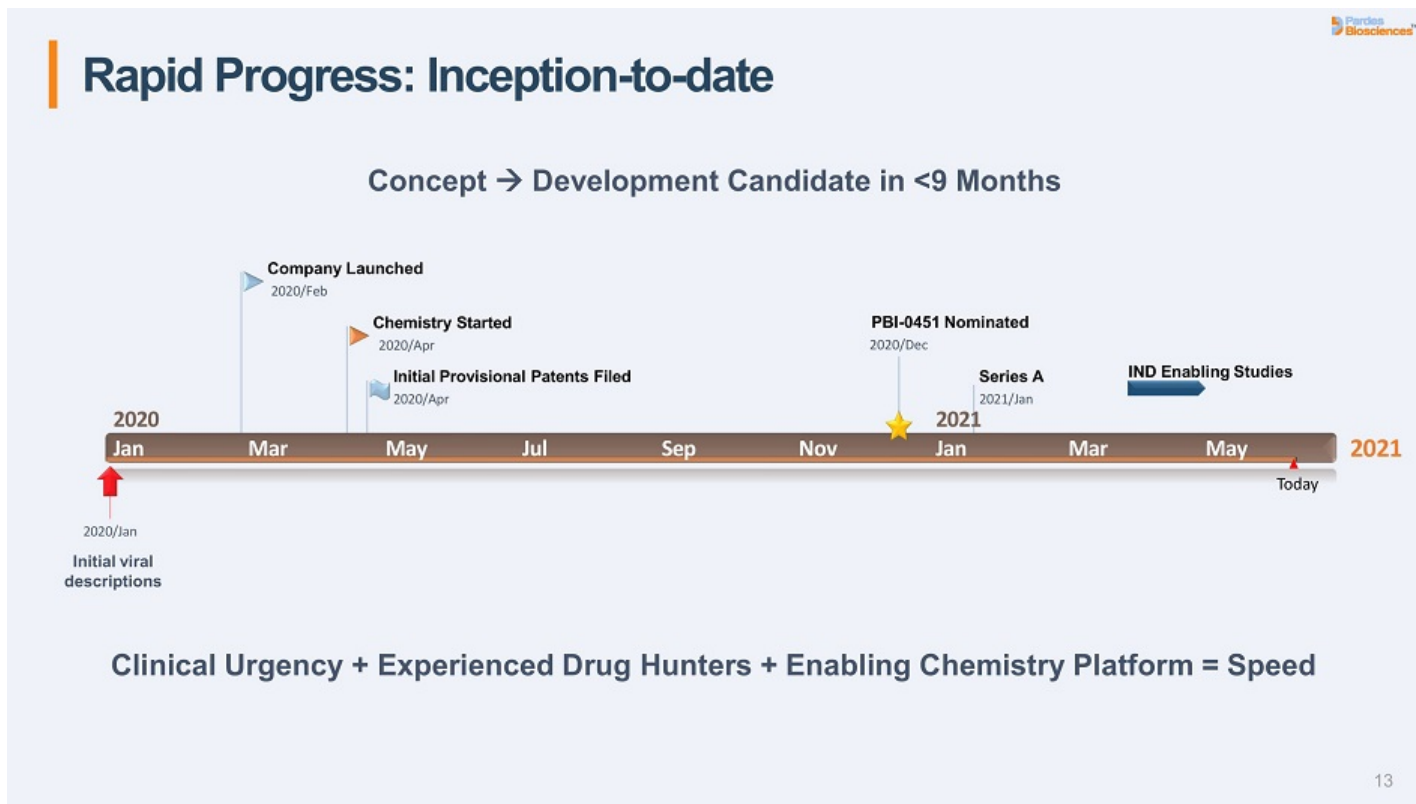 Pardes
Biosciences™
Rapid Progress: Inception-to-date
Concept → Development Candidate in <9 Months
Company Launched
2020/Feb
Chemistry Started
2020/Apr
Initial Provisional Patents Filed
2020/Apr
PBI-0451 Nominated
2020/Dec
Series A
2021/Jan
IND Enabling Studies
2020
2021
Jan Mar May Jul Sep Nov Jan Mar May
2021
Today
2020/Jan
Initial viral
descriptions
Clinical Urgency + Experienced Drug Hunters + Enabling Chemistry Platform = Speed
13